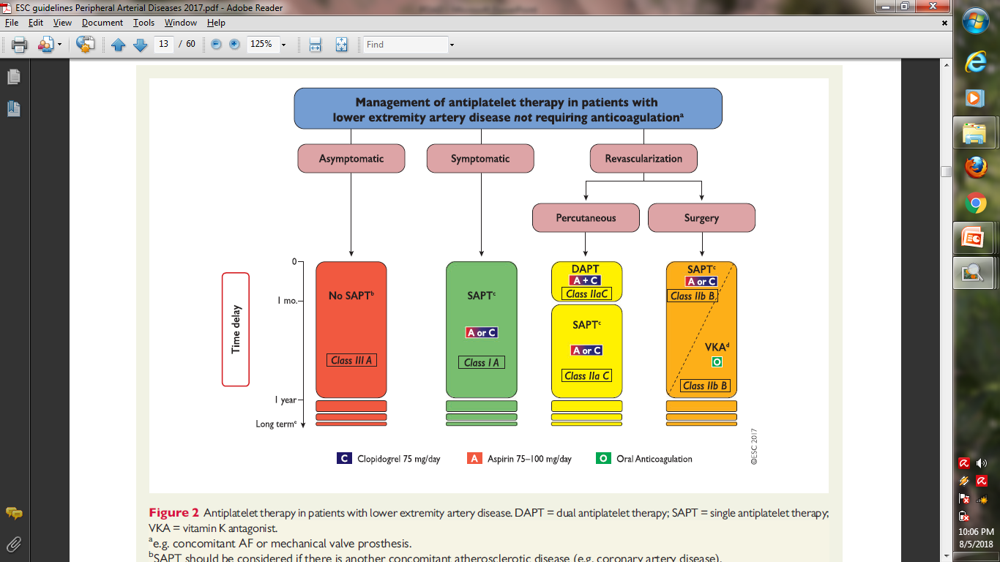 ESC guidelines Peripheral Arterial Diseases 2017.pdf - Adobe Reader
File Edit View Document Tools Window Help
13 / 60 125% Find
Management of antiplatelet therapy in patients with
lower extremity artery disease not requiring anticoagulationᵃ
Asymptomatic
Symptomatic
Revascularization
Percutaneous
Surgery
Time delay
0
1 mo.
1 year
Long termᵉ
No SAPTᵇ
Class III A
SAPTᶜ
A or C
Class I A
DAPT
A + C
Class IIaC
SAPTᶜ
A or C
Class IIa C
SAPTᶜ
A or C
Class IIb B
VKAᵈ
O
Class IIb B
C Clopidogrel 75 mg/day
A Aspirin 75–100 mg/day
O Oral Anticoagulation
©ESC 2017
Figure 2 Antiplatelet therapy in patients with lower extremity artery disease. DAPT = dual antiplatelet therapy; SAPT = single antiplatelet therapy;
VKA = vitamin K antagonist.
ᵃe.g. concomitant AF or mechanical valve prosthesis.
ᵇSAPT should be considered if there is another concomitant atherosclerotic disease (e.g. coronary artery disease).
10:06 PM
8/5/2018